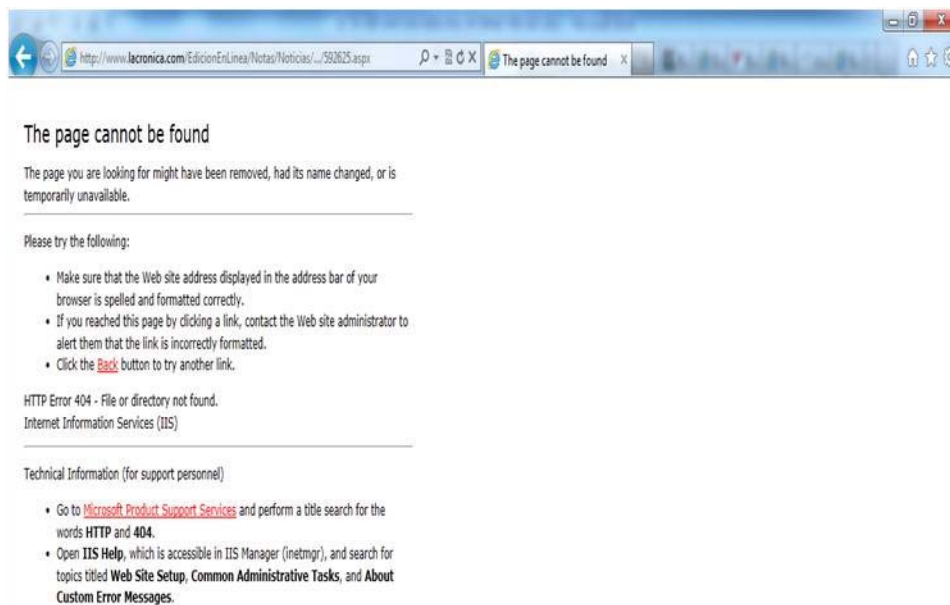 http://www.lacronica.com/EdicionEnLinea/Notas/Noticias/.../592625.aspx
The page cannot be found
The page cannot be found
The page you are looking for might have been removed, had its name changed, or is
temporarily unavailable.
Please try the following:
• Make sure that the Web site address displayed in the address bar of your
browser is spelled and formatted correctly.
• If you reached this page by clicking a link, contact the Web site administrator to
alert them that the link is incorrectly formatted.
• Click the Back button to try another link.
HTTP Error 404 - File or directory not found.
Internet Information Services (IIS)
Technical Information (for support personnel)
• Go to Microsoft Product Support Services and perform a title search for the
words HTTP and 404.
• Open IIS Help, which is accessible in IIS Manager (inetmgr), and search for
topics titled Web Site Setup, Common Administrative Tasks, and About
Custom Error Messages.